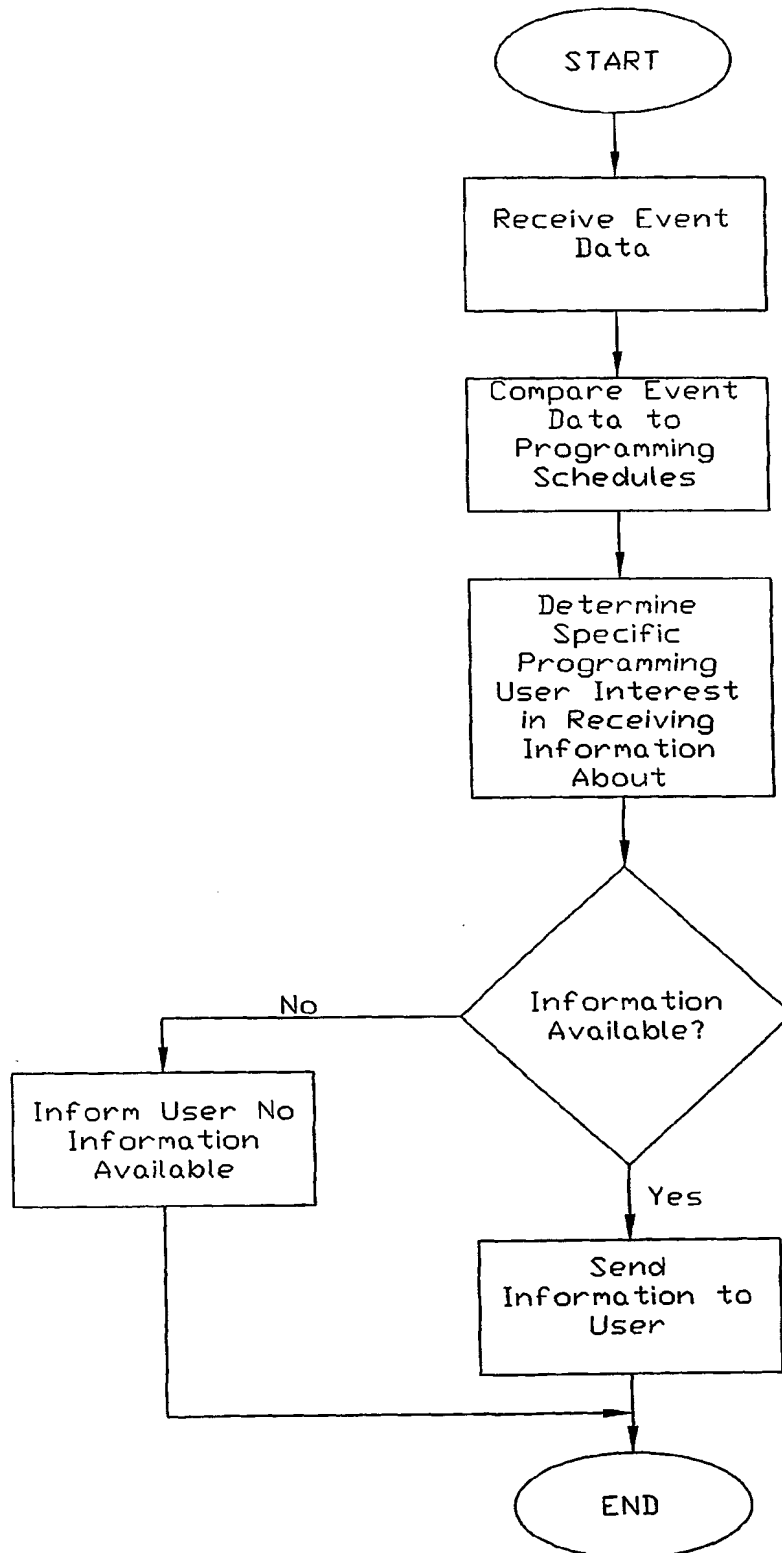 START
Receive Event
Data
Compare Event
Data to
Programming
Schedules
Determine
Specific
Programming
User Interest
in Receiving
Information
About
Information
Available?
No
Inform User No
Information
Available
Yes
Send
Information to
User
END